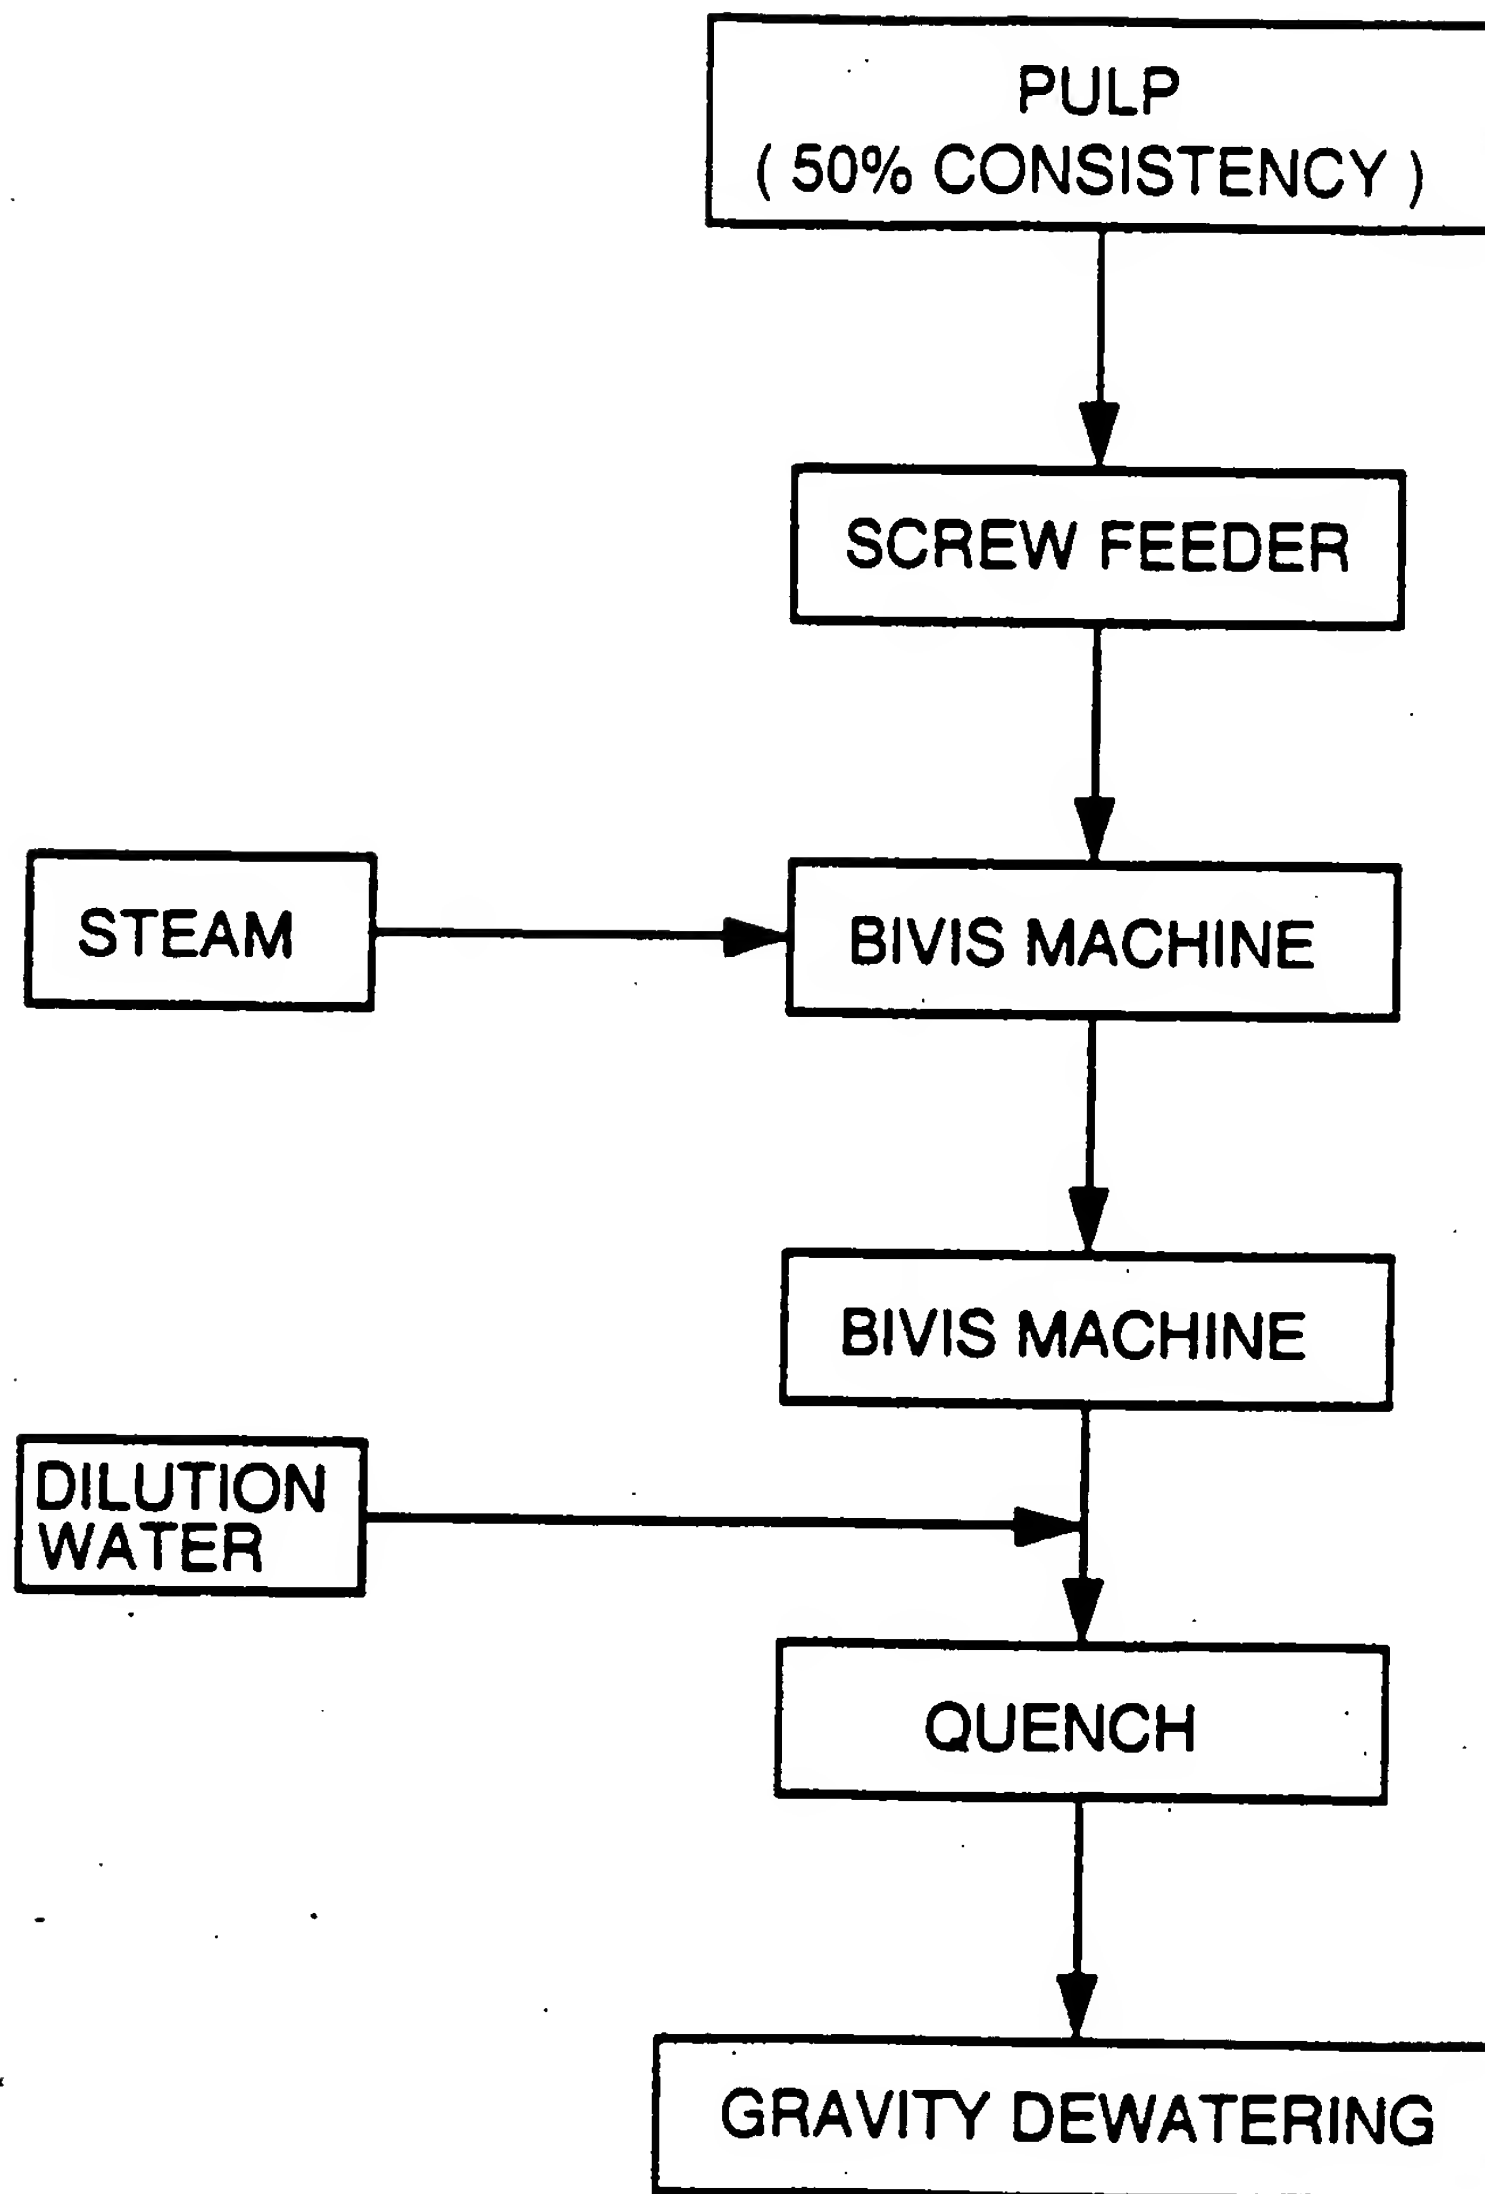 PULP
( 50% CONSISTENCY )
SCREW FEEDER
STEAM
BIVIS MACHINE
BIVIS MACHINE
DILUTION
WATER
QUENCH
GRAVITY DEWATERING